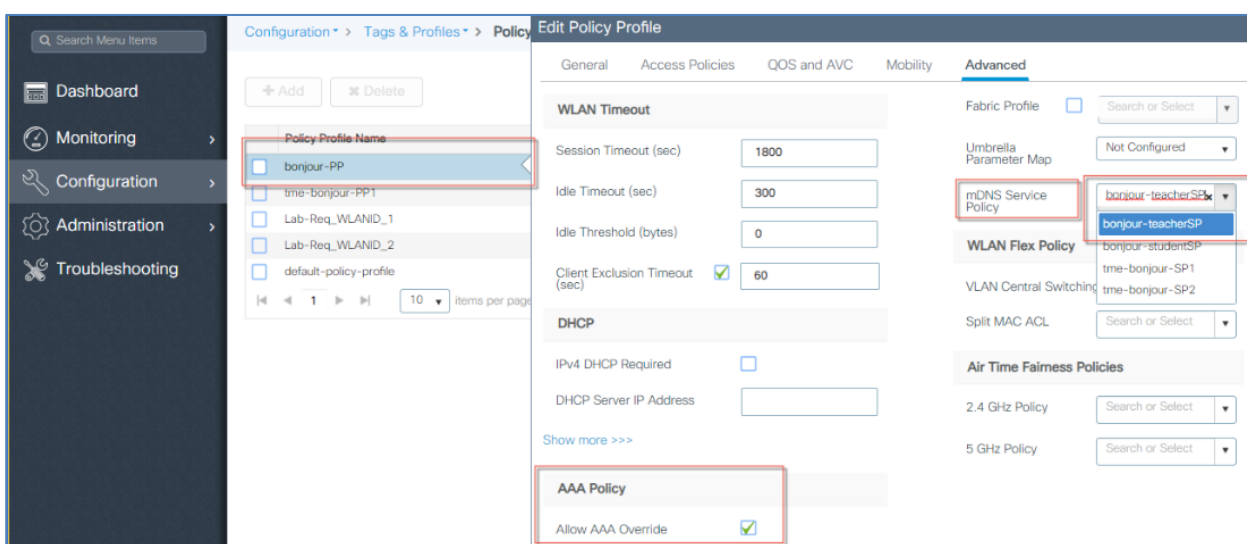 Search Menu Items
Dashboard
Monitoring
Configuration
Administration
Troubleshooting
Configuration > Tags & Profiles > Policy
Add
Delete
Policy Profile Name
bonjour-PP
tme-bonjour-PP1
Lab-Req_WLANID_1
Lab-Req_WLANID_2
default-policy-profile
1
10 items per page
Edit Policy Profile
General Access Policies QOS and AVC Mobility Advanced
WLAN Timeout
Session Timeout (sec) 1800
Idle Timeout (sec) 300
Idle Threshold (bytes) 0
Client Exclusion Timeout (sec) 60
DHCP
IPv4 DHCP Required
DHCP Server IP Address
Show more >>>
AAA Policy
Allow AAA Override
Fabric Profile Search or Select
Umbrella
Parameter Map Not Configured
mDNS Service
Policy bonjour-teacherSP
bonjour-teacherSP
bonjour-studentSP
tme-bonjour-SP1
tme-bonjour-SP2
WLAN Flex Policy
VLAN Central Switching
Split MAC ACL Search or Select
Air Time Fairness Policies
2.4 GHz Policy Search or Select
5 GHz Policy Search or Select